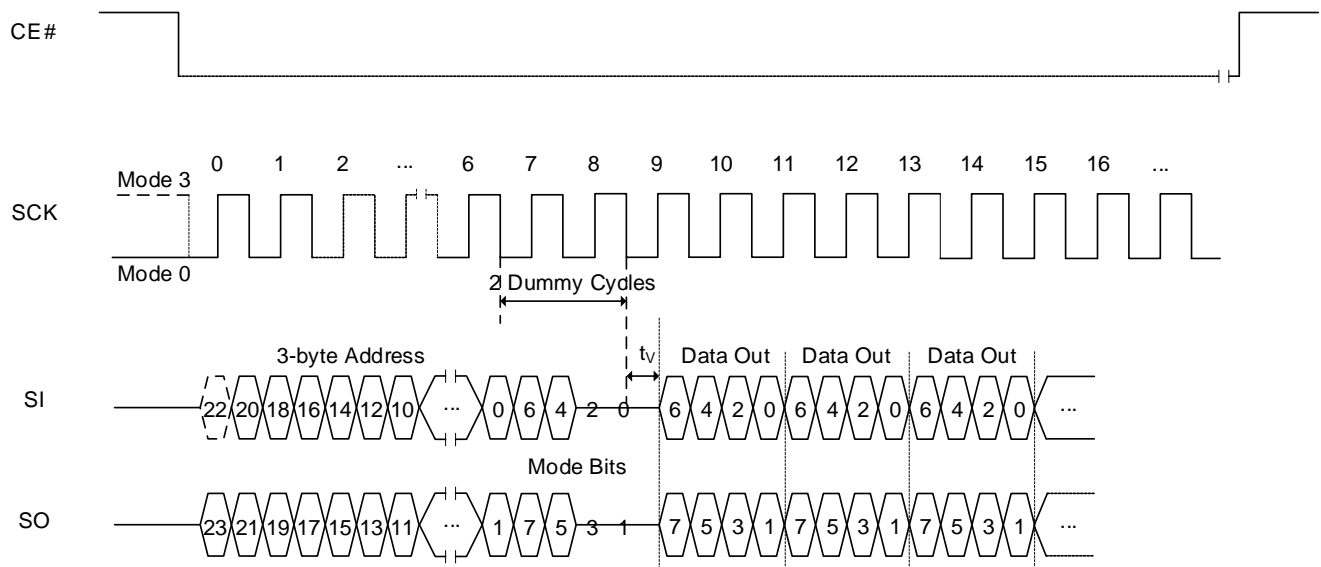 CE#
0 1 2 ... 6 7 8 9 10 11 12 13 14 15 16 ...
Mode 3
SCK
Mode 0
2 Dummy Cycles
3-byte Address tV Data Out Data Out Data Out
SI 22 20 18 16 14 12 10 ... 0 6 4 2 0 6 4 2 0 6 4 2 0 6 4 2 0 ...
Mode Bits
SO 23 21 19 17 15 13 11 ... 1 7 5 3 1 7 5 3 1 7 5 3 1 7 5 3 1 ...